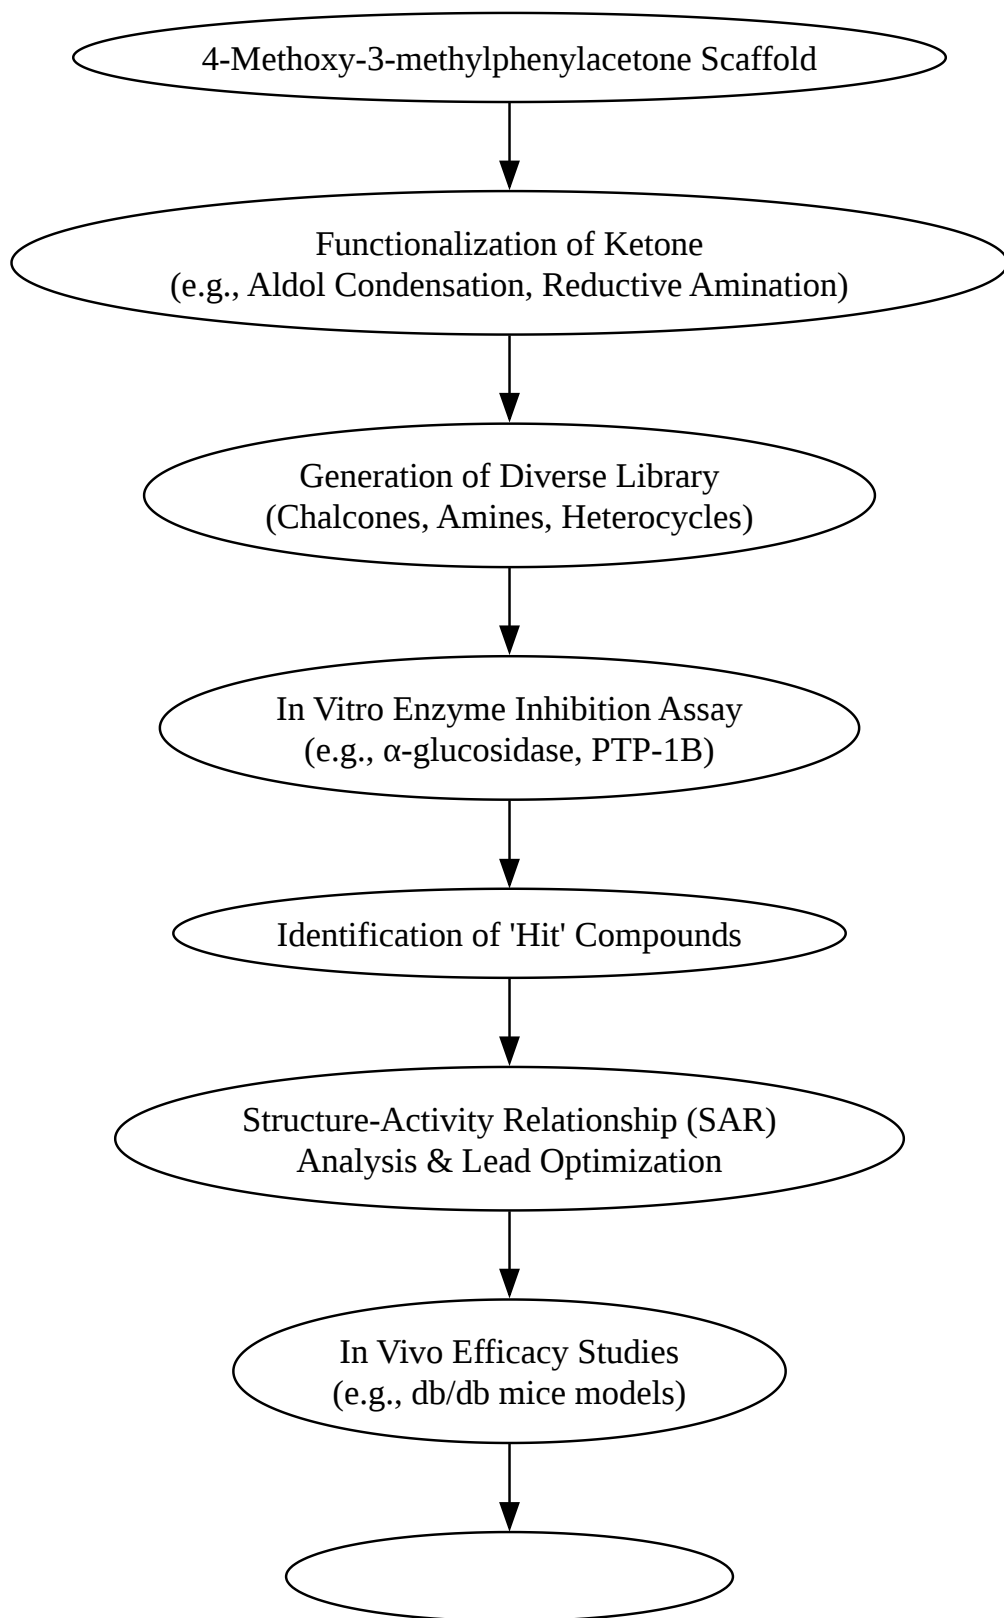 4-Methoxy-3-methylphenylacetone Scaffold
Functionalization of Ketone
(e.g., Aldol Condensation, Reductive Amination)
Generation of Diverse Library
(Chalcones, Amines, Heterocycles)
In Vitro Enzyme Inhibition Assay
(e.g., α-glucosidase, PTP-1B)
Identification of 'Hit' Compounds
Structure-Activity Relationship (SAR)
Analysis & Lead Optimization
In Vivo Efficacy Studies
(e.g., db/db mice models)